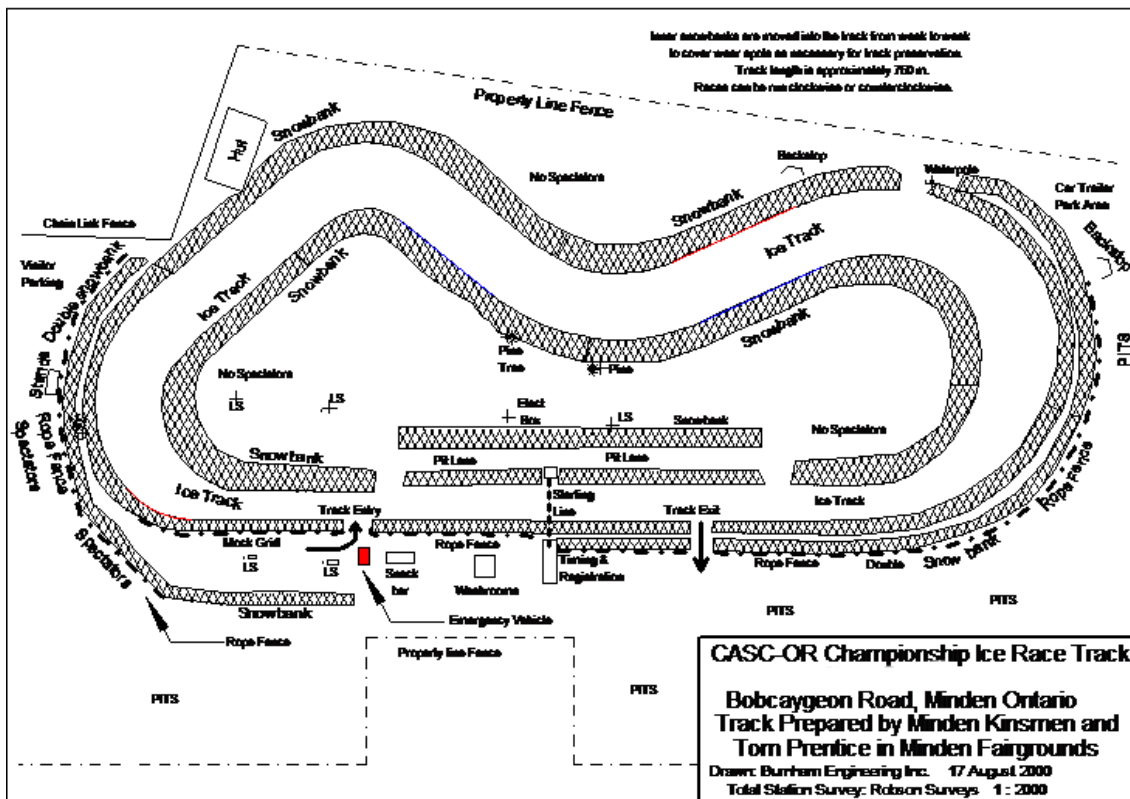 Inner snowbanks are moved into the track from week to week
to cover wear spots as necessary for track preservation.
Track length is approximately 750 m.
Races can be run clockwise or counterclockwise.
Property Line Fence
Snowbank
Hut
No Spectators
Backstop
Waterpole
Car Trailer
Park Area
Backstop
Snowbank
Ice Track
Chain Link Fence
Visitor
Parking
Double snowbank
Ice Track
Snowbank
Snowbank
PITS
Pine
Tree
Pine
Stands
No Spectators
LS
LS
Elect
Box
LS
Snowbank
No Spectators
Rope Fence
Spectators
Snowbank
Pit Lane
Pit Lane
Rope Fence
Ice Track
Track Entry
Starting
Line
Track Exit
Ice Track
Mock Grid
Rope Fence
Spectators
LS
LS
Snack
bar
Washrooms
Timing &
Registration
Rope Fence
Double
Snow bank
Snowbank
Emergency Vehicle
PITS
PITS
Rope Fence
Property line Fence
PITS
PITS
CASC-OR Championship Ice Race Track
Bobcaygeon Road, Minden Ontario
Track Prepared by Minden Kinsmen and
Tom Prentice in Minden Fairgrounds
Drawn: Burnham Engineering Inc. 17 August 2000
Total Station Survey: Robson Surveys 1 : 2000